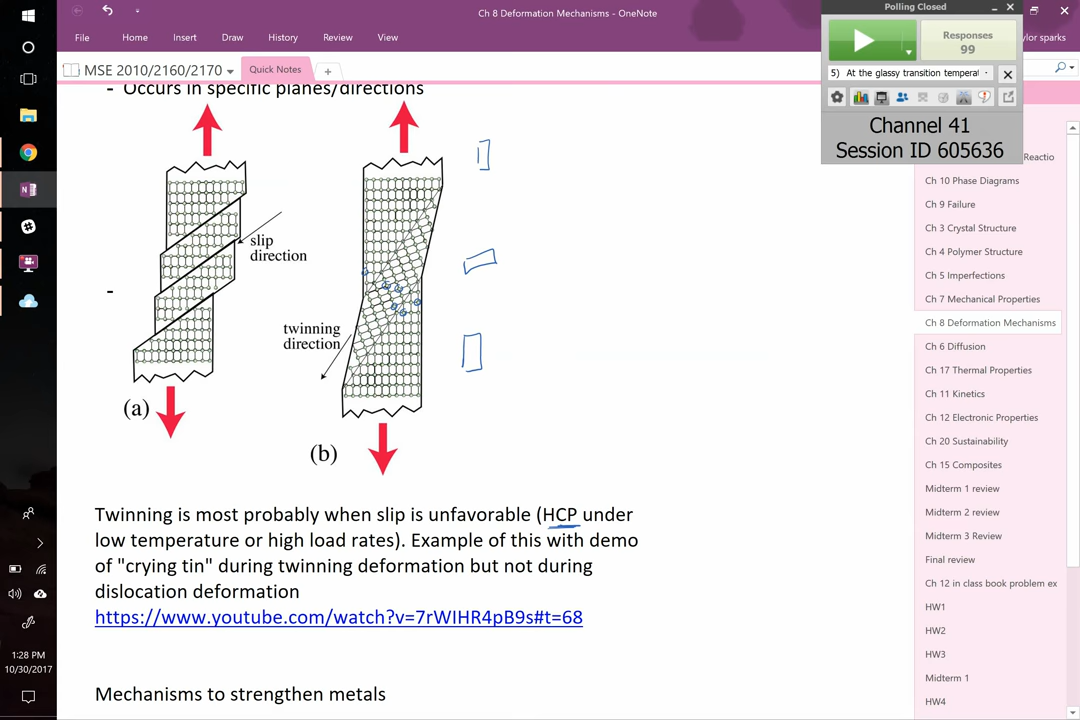 Ch 8 Deformation Mechanisms - OneNote
Polling Closed
File Home Insert Draw History Review View
Responses
99
MSE 2010/2160/2170
Quick Notes
5) At the glassy transition temperat
Channel 41
Session ID 605636
- Occurs in specific planes/directions
slip
direction
-
twinning
direction
(a)
(b)
Twinning is most probably when slip is unfavorable (HCP under
low temperature or high load rates). Example of this with demo
of "crying tin" during twinning deformation but not during
dislocation deformation
https://www.youtube.com/watch?v=7rWIHR4pB9s#t=68
Mechanisms to strengthen metals
Ch 10 Phase Diagrams
Ch 9 Failure
Ch 3 Crystal Structure
Ch 4 Polymer Structure
Ch 5 Imperfections
Ch 7 Mechanical Properties
Ch 8 Deformation Mechanisms
Ch 6 Diffusion
Ch 17 Thermal Properties
Ch 11 Kinetics
Ch 12 Electronic Properties
Ch 20 Sustainability
Ch 15 Composites
Midterm 1 review
Midterm 2 review
Midterm 3 Review
Final review
Ch 12 in class book problem ex
HW1
HW2
HW3
Midterm 1
HW4
1:28 PM
10/30/2017